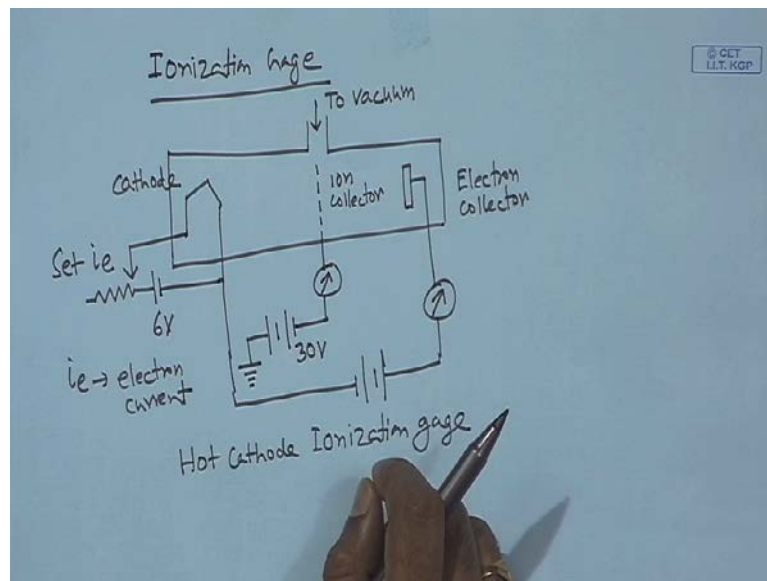 Ionization Gage
© CET
I.I.T. KGP
To vacuum
Cathode
Ion
collector
Electron
collector
Set ie
6V
30V
ie → electron
current
Hot Cathode Ionization gage